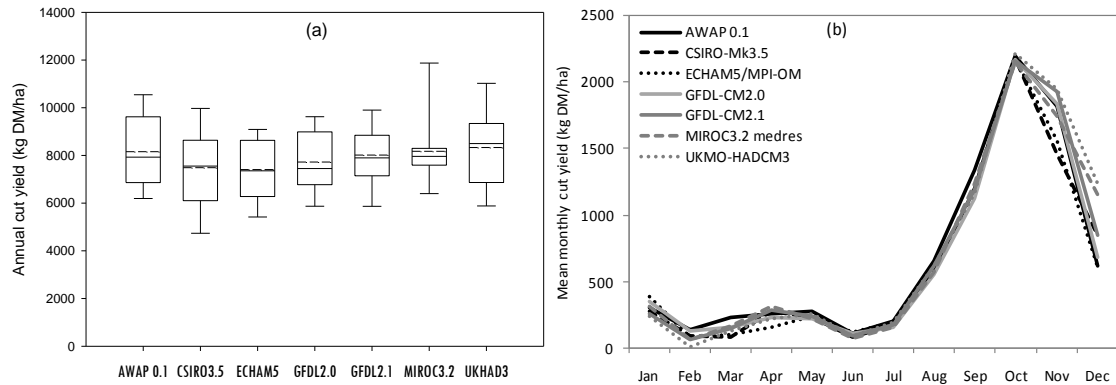 (a)
Annual cut yield (kg DM/ha)
14000
12000
10000
8000
6000
4000
2000
0
AWAP 0.1 CSIRO3.5 ECHAM5 GFDL2.0 GFDL2.1 MIROC3.2 UKHAD3
(b)
Mean monthly cut yield (kg DM/ha)
2500
2000
1500
1000
500
0
AWAP 0.1
CSIRO-Mk3.5
ECHAM5/MPI-OM
GFDL-CM2.0
GFDL-CM2.1
MIROC3.2 medres
UKMO-HADCM3
Jan Feb Mar Apr May Jun Jul Aug Sep Oct Nov Dec